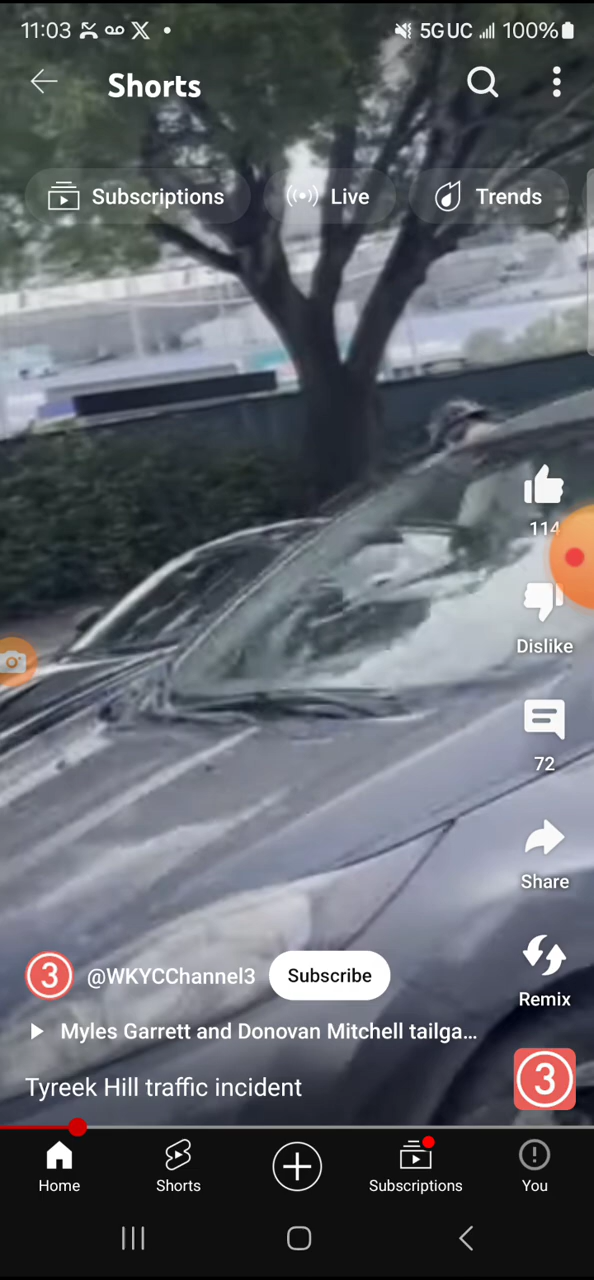 11:03 5G UC 100%
Shorts
Subscriptions Live Trends
114
Dislike
72
Share
Remix
3 @WKYCChannel3 Subscribe
Myles Garrett and Donovan Mitchell tailga...
Tyreek Hill traffic incident
3
Home Shorts Subscriptions You